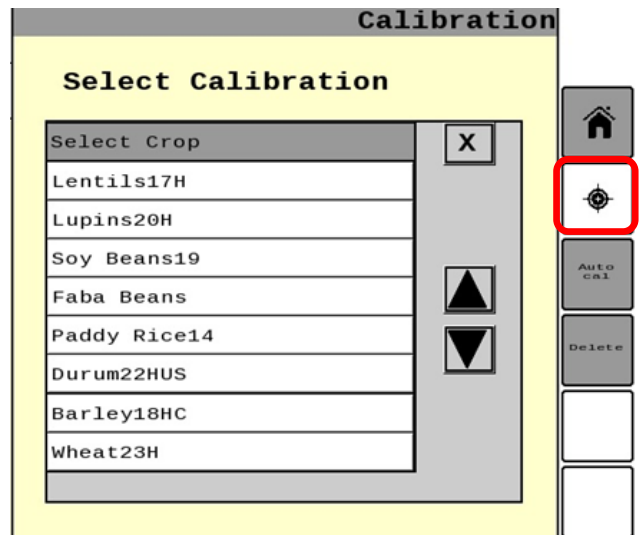 Calibration
Select Calibration
Select Crop
X
Lentils17H
Lupins20H
Soy Beans19
Faba Beans
Paddy Rice14
Durum22HUS
Barley18HC
Wheat23H
Auto
cal
Delete